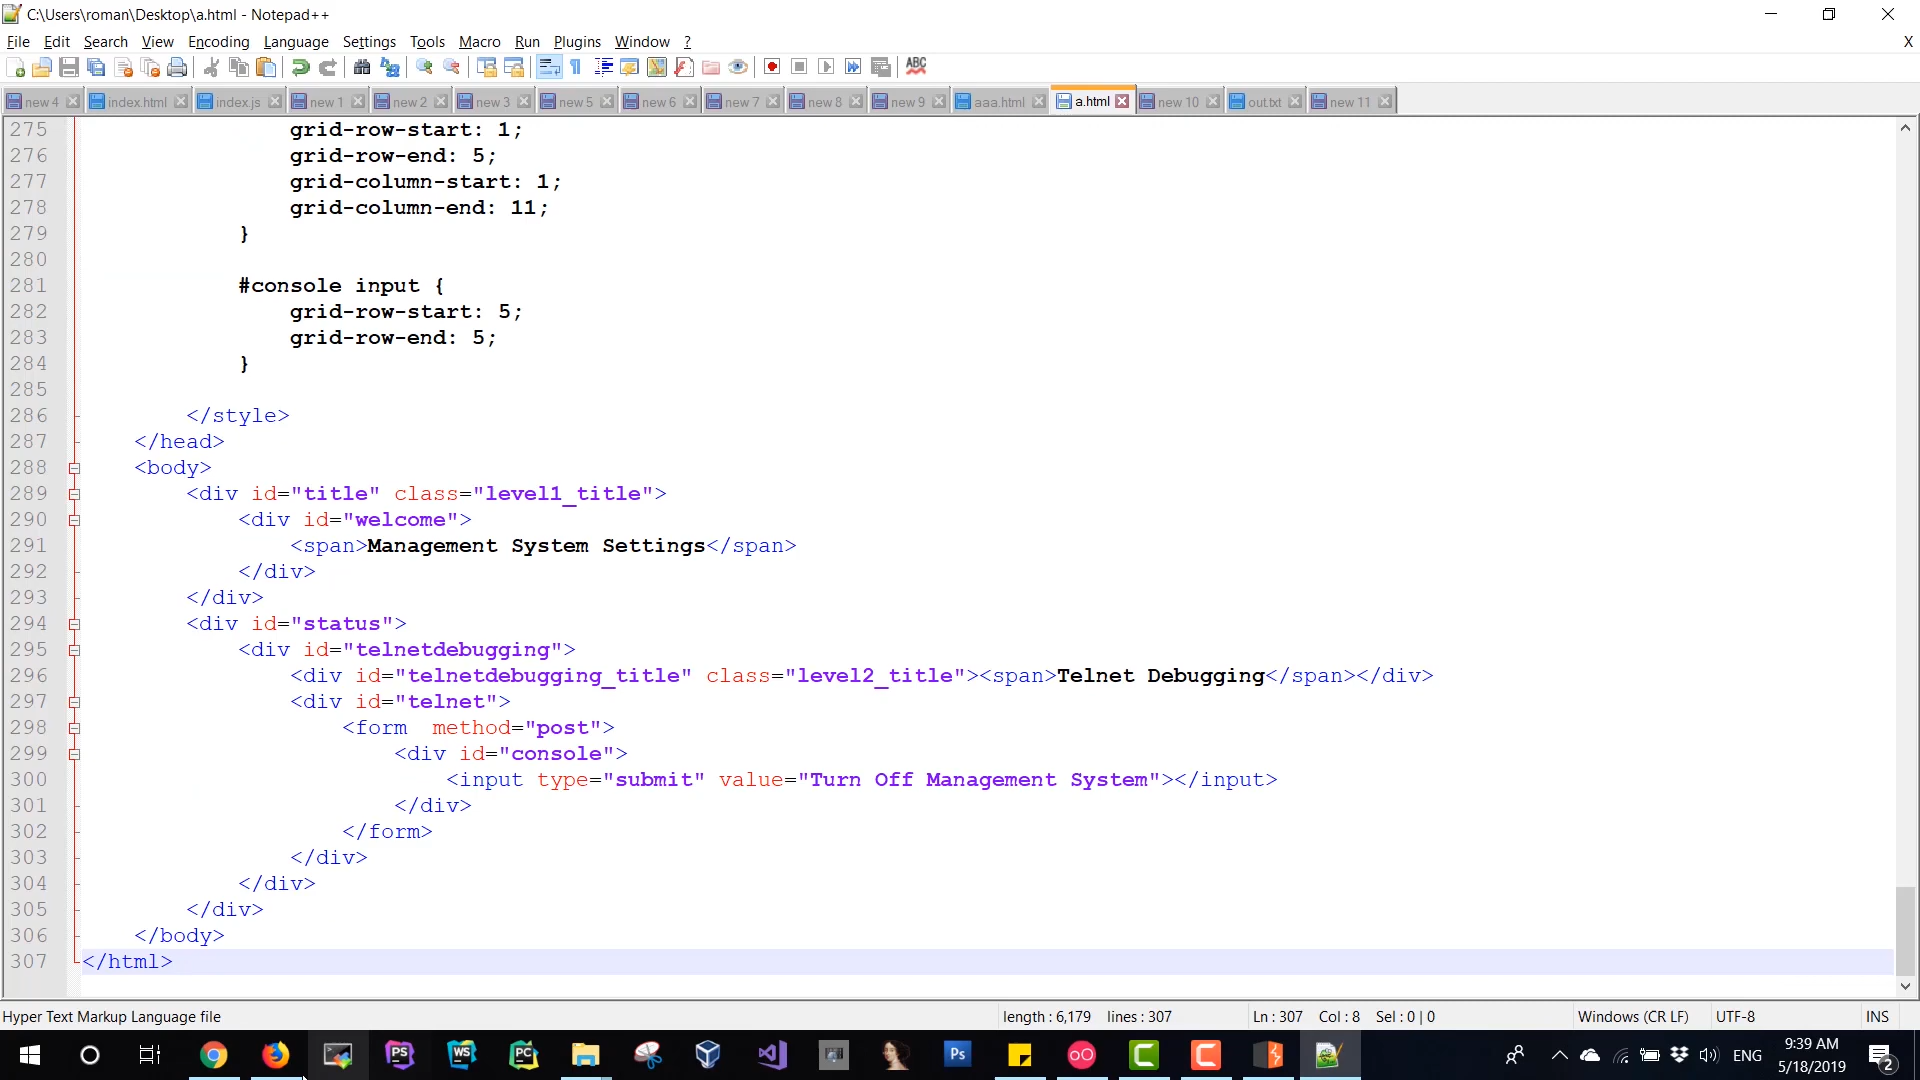 C:\Users\roman\Desktop\a.html - Notepad++
File Edit Search View Encoding Language Settings Tools Macro Run Plugins Window ? X
ABC
new 4 index.html index.js new 1 new 2 new 3 new 5 new 6 new 7 new 8 new 9 aaa.html a.html new 10 out.txt new 11
275 grid-row-start: 1;
276 grid-row-end: 5;
277 grid-column-start: 1;
278 grid-column-end: 11;
279 }
280
281 #console input {
282 grid-row-start: 5;
283 grid-row-end: 5;
284 }
285
286 </style>
287 </head>
288 <body>
289 <div id="title" class="level1_title">
290 <div id="welcome">
291 <span>Management System Settings</span>
292 </div>
293 </div>
294 <div id="status">
295 <div id="telnetdebugging">
296 <div id="telnetdebugging_title" class="level2_title"><span>Telnet Debugging</span></div>
297 <div id="telnet">
298 <form  method="post">
299 <div id="console">
300 <input type="submit" value="Turn Off Management System"></input>
301 </div>
302 </form>
303 </div>
304 </div>
305 </div>
306 </body>
307 </html>
Hyper Text Markup Language file length : 6,179 lines : 307 Ln : 307 Col : 8 Sel : 0 | 0 Windows (CR LF) UTF-8 INS
PS WS PC Ps ENG 9:39 AM
5/18/2019 2